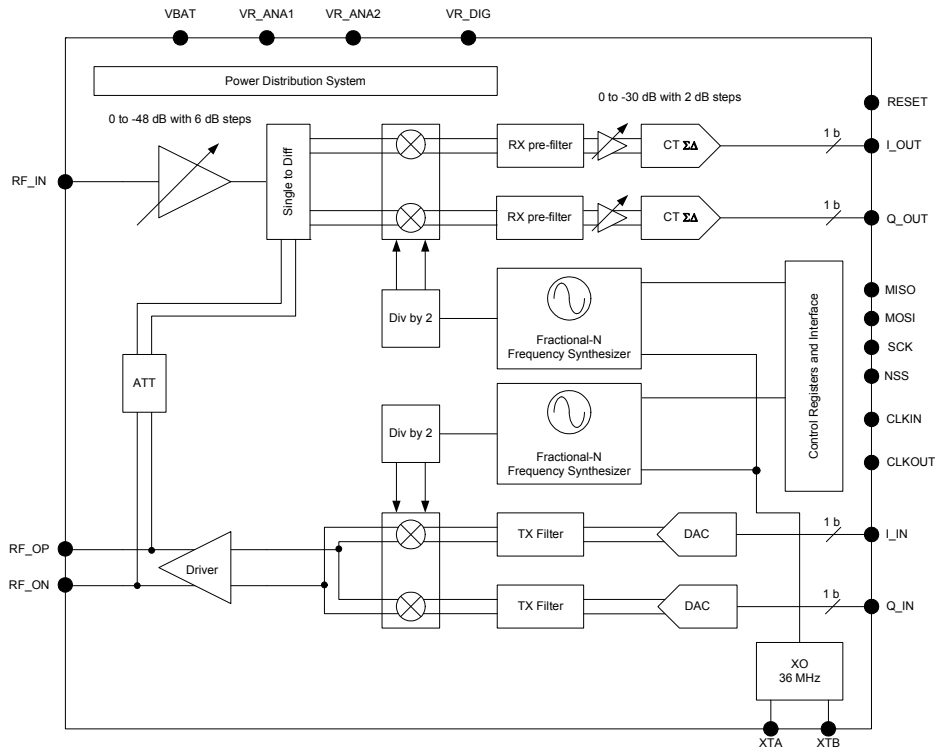 VBAT
VR_ANA1
VR_ANA2
VR_DIG
Power Distribution System
RESET
0 to -48 dB with 6 dB steps
0 to -30 dB with 2 dB steps
RF_IN
Single to Diff
RX pre-filter
CT ΣΔ
1 b
I_OUT
RX pre-filter
CT ΣΔ
1 b
Q_OUT
MISO
MOSI
SCK
NSS
CLKIN
CLKOUT
Control Registers and Interface
Div by 2
Fractional-N
Frequency Synthesizer
ATT
Div by 2
Fractional-N
Frequency Synthesizer
RF_OP
RF_ON
Driver
TX Filter
DAC
1 b
I_IN
TX Filter
DAC
1 b
Q_IN
XO
36 MHz
XTA
XTB